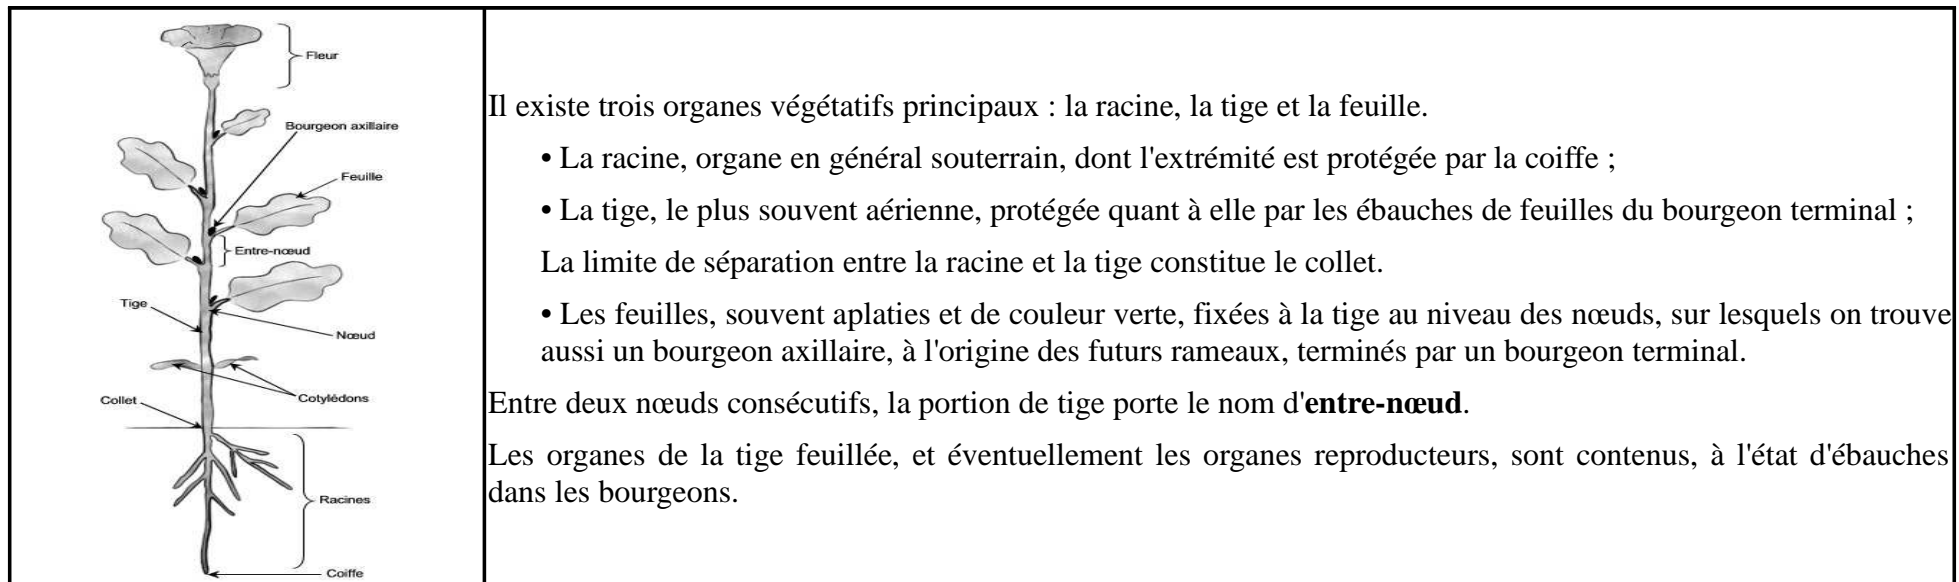 Fleur
Bourgeon axillaire
Feuille
Entre-nœud
Tige
Nœud
Cotylédons
Collet
Racines
Coiffe
Il existe trois organes végétatifs principaux : la racine, la tige et la feuille.
• La racine, organe en général souterrain, dont l'extrémité est protégée par la coiffe ;
• La tige, le plus souvent aérienne, protégée quant à elle par les ébauches de feuilles du bourgeon terminal ;
La limite de séparation entre la racine et la tige constitue le collet.
• Les feuilles, souvent aplaties et de couleur verte, fixées à la tige au niveau des nœuds, sur lesquels on trouve
aussi un bourgeon axillaire, à l'origine des futurs rameaux, terminés par un bourgeon terminal.
Entre deux nœuds consécutifs, la portion de tige porte le nom d'entre-nœud.
Les organes de la tige feuillée, et éventuellement les organes reproducteurs, sont contenus, à l'état d'ébauches
dans les bourgeons.